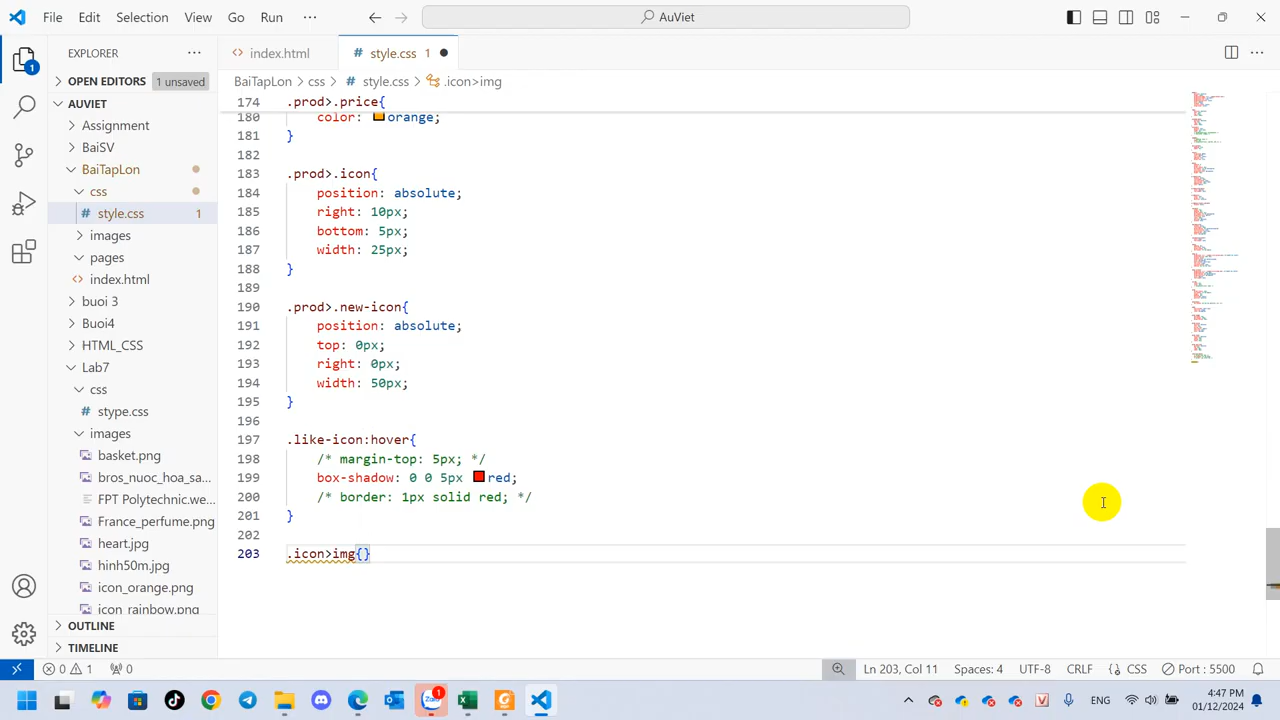 File Edit Selection View Go Run ··· AuViet
EXPLORER ···
index.html
style.css 1
OPEN EDITORS 1 unsaved
BaiTapLon > css > # style.css > .icon>img
AUVIET
Assignment
BaiSV
BaiTapLon
css
# style.css 1
images
pages
<> index.html
buoi 3
Buoi4
HTML_CSS
Lab7
css
# stype.css
images
basket.png
bros_nuoc_hoa_sa...
FPT Polytechnic.we...
France_perfume.png
heart.jpg
hinh50m.jpg
icon_orange.png
icon_rainbow.png
OUTLINE
TIMELINE
174 .prod>.price{
180 color: orange;
181 }
182
183 .prod>.icon{
184 position: absolute;
185 right: 10px;
186 bottom: 5px;
187 width: 25px;
188 }
189
190 .prod>.new-icon{
191 position: absolute;
192 top: 0px;
193 right: 0px;
194 width: 50px;
195 }
196
197 .like-icon:hover{
198 /* margin-top: 5px; */
199 box-shadow: 0 0 5px red;
200 /* border: 1px solid red; */
201 }
202
203 .icon>img{}
0 1 0 Ln 203, Col 11 Spaces: 4 UTF-8 CRLF {} CSS Port : 5500
Zalo 1 ENG 4:47 PM
01/12/2024